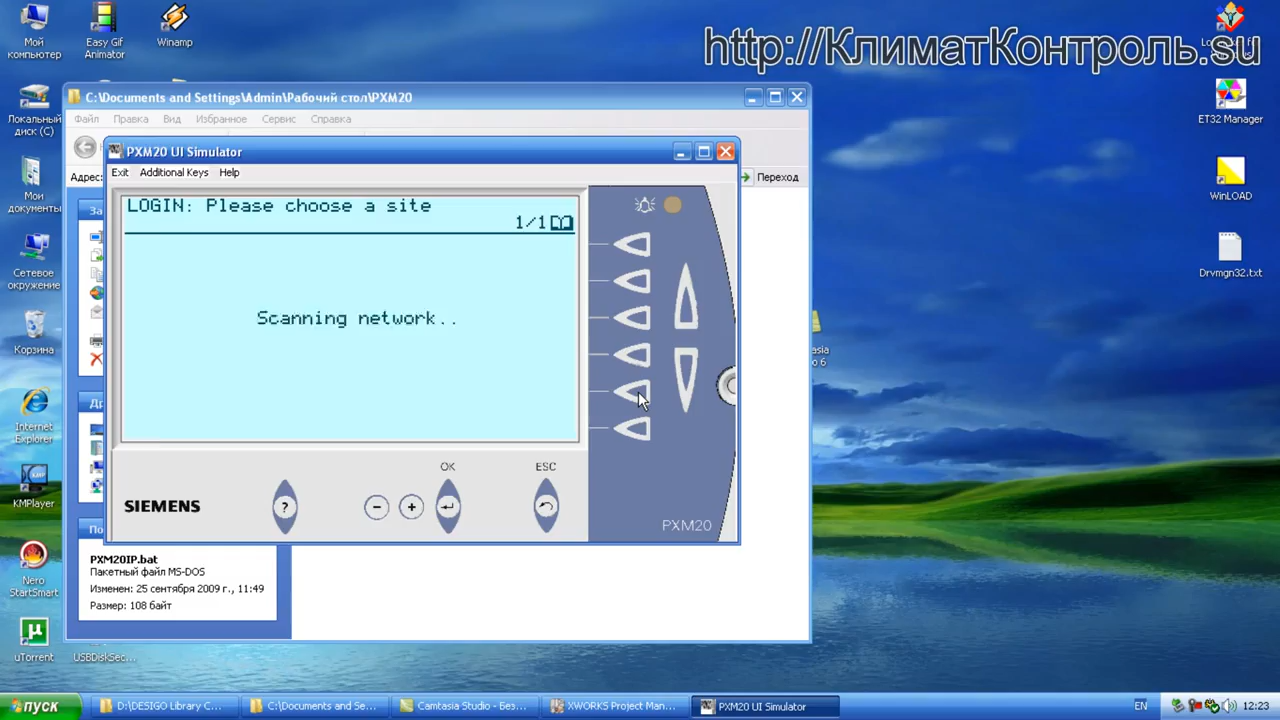 Мой
компьютер
Easy Gif
Animator
Winamp
http://КлиматКонтроль.su
C:\Documents and Settings\Admin\Рабочий стол\PXM20
Файл Правка Вид Избранное Сервис Справка
Адрес:
Переход
Локальный
диск (C)
ET32 Manager
PXM20 UI Simulator
Exit Additional Keys Help
LOGIN: Please choose a site
1/1
Scanning network..
Мои
документы
WinLOAD
Сетевое
окружение
Drvmgn32.txt
Корзина
Internet
Explorer
KMPlayer
OK
ESC
SIEMENS
?
-
+
PXM20
PXM20IP.bat
Пакетный файл MS-DOS
Изменен: 25 сентября 2009 г., 11:49
Размер: 108 байт
Nero
StartSmart
µTorrent
USBDiskSec...
пуск
D:\DESIGO Library C...
C:\Documents and Se...
Camtasia Studio - Без...
XWORKS Project Man...
PXM20 UI Simulator
EN
12:23